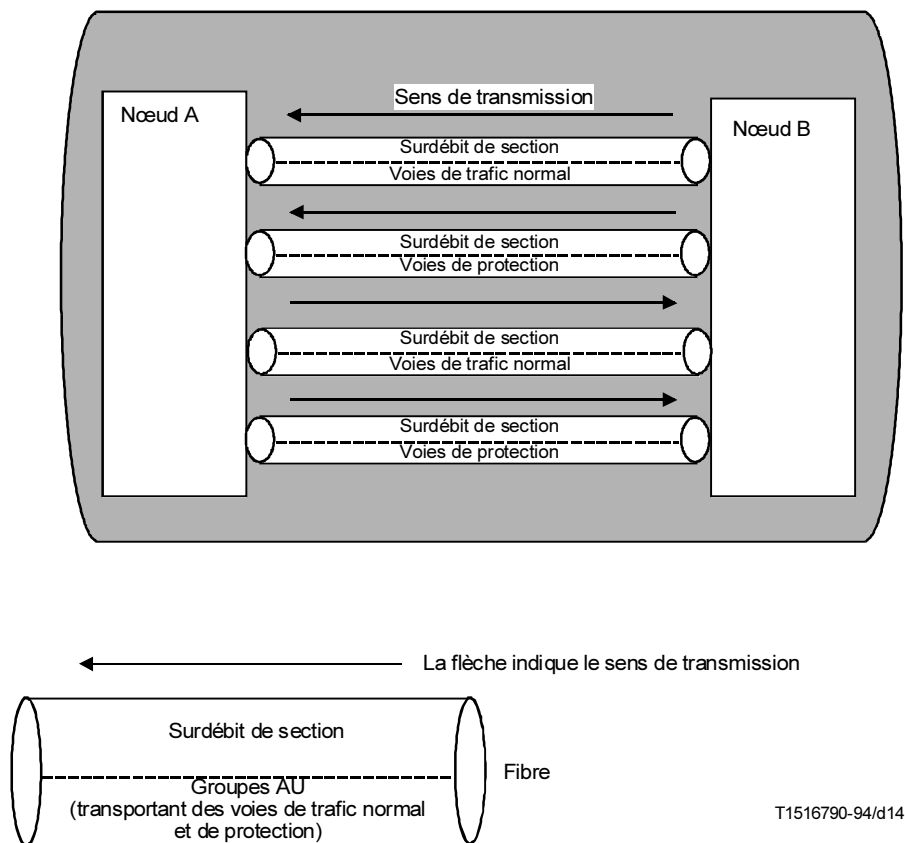 Sens de transmission
Nœud A
Nœud B
Surdébit de section
Voies de trafic normal
Surdébit de section
Voies de protection
Surdébit de section
Voies de trafic normal
Surdébit de section
Voies de protection
La flèche indique le sens de transmission
Surdébit de section
Fibre
Groupes AU
(transportant des voies de trafic normal
et de protection)
T1516790-94/d14